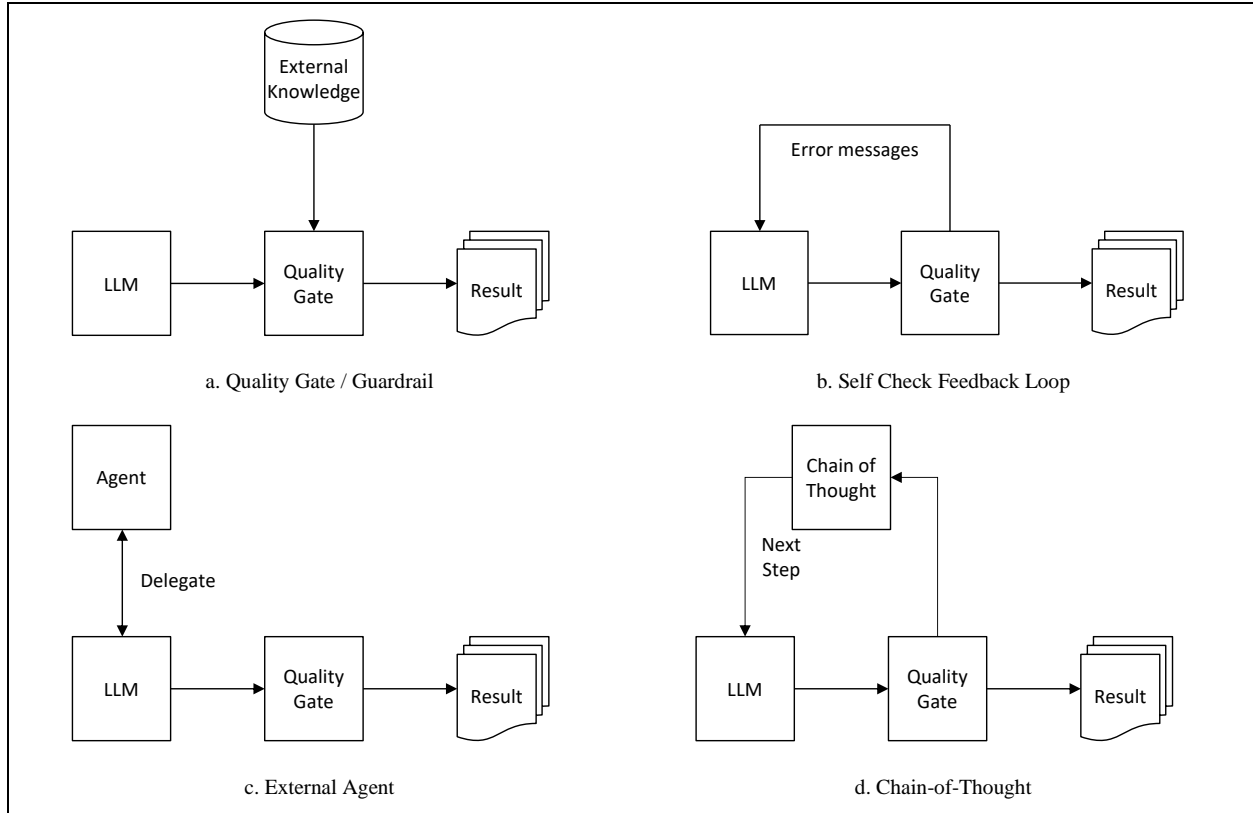 External
Knowledge
LLM
Quality
Gate
Result
a. Quality Gate / Guardrail
Error messages
LLM
Quality
Gate
Result
b. Self Check Feedback Loop
Agent
Delegate
LLM
Quality
Gate
Result
c. External Agent
Chain of
Thought
Next
Step
LLM
Quality
Gate
Result
d. Chain-of-Thought